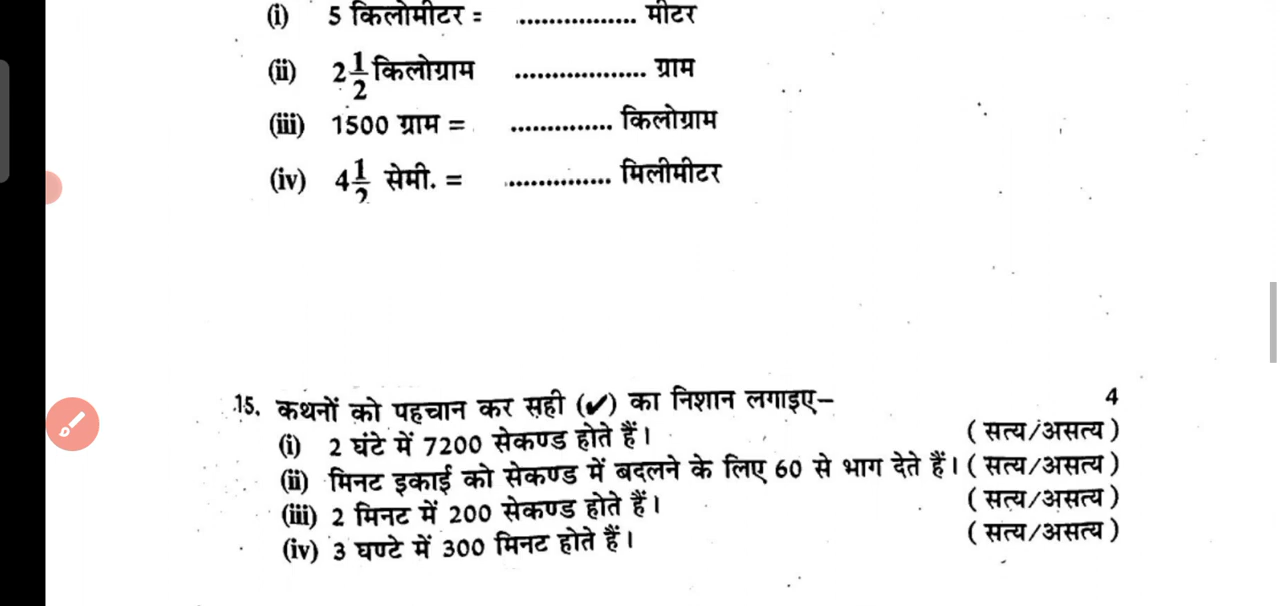 (i) 5 किलोमीटर = ................. मीटर
(ii) 2 1/2 किलोग्राम ................... ग्राम
(iii) 1500 ग्राम = ............... किलोग्राम
(iv) 4 1/2 सेमी. = ................ मिलीमीटर
15. कथनों को पहचान कर सही (✔) का निशान लगाइए– 4
(i) 2 घंटे में 7200 सेकण्ड होते हैं। ( सत्य/असत्य )
(ii) मिनट इकाई को सेकण्ड में बदलने के लिए 60 से भाग देते हैं। ( सत्य/असत्य )
(iii) 2 मिनट में 200 सेकण्ड होते हैं। ( सत्य/असत्य )
(iv) 3 घण्टे में 300 मिनट होते हैं। ( सत्य/असत्य )